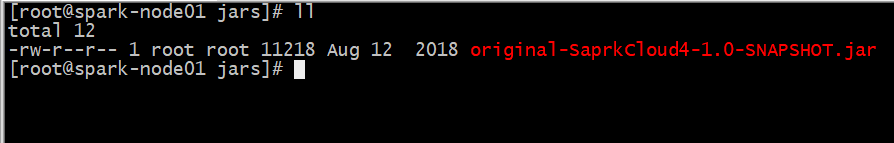 [root@spark-node01 jars]# ll
total 12
-rw-r--r-- 1 root root 11218 Aug 12  2018 original-SaprkCloud4-1.0-SNAPSHOT.jar
[root@spark-node01 jars]#